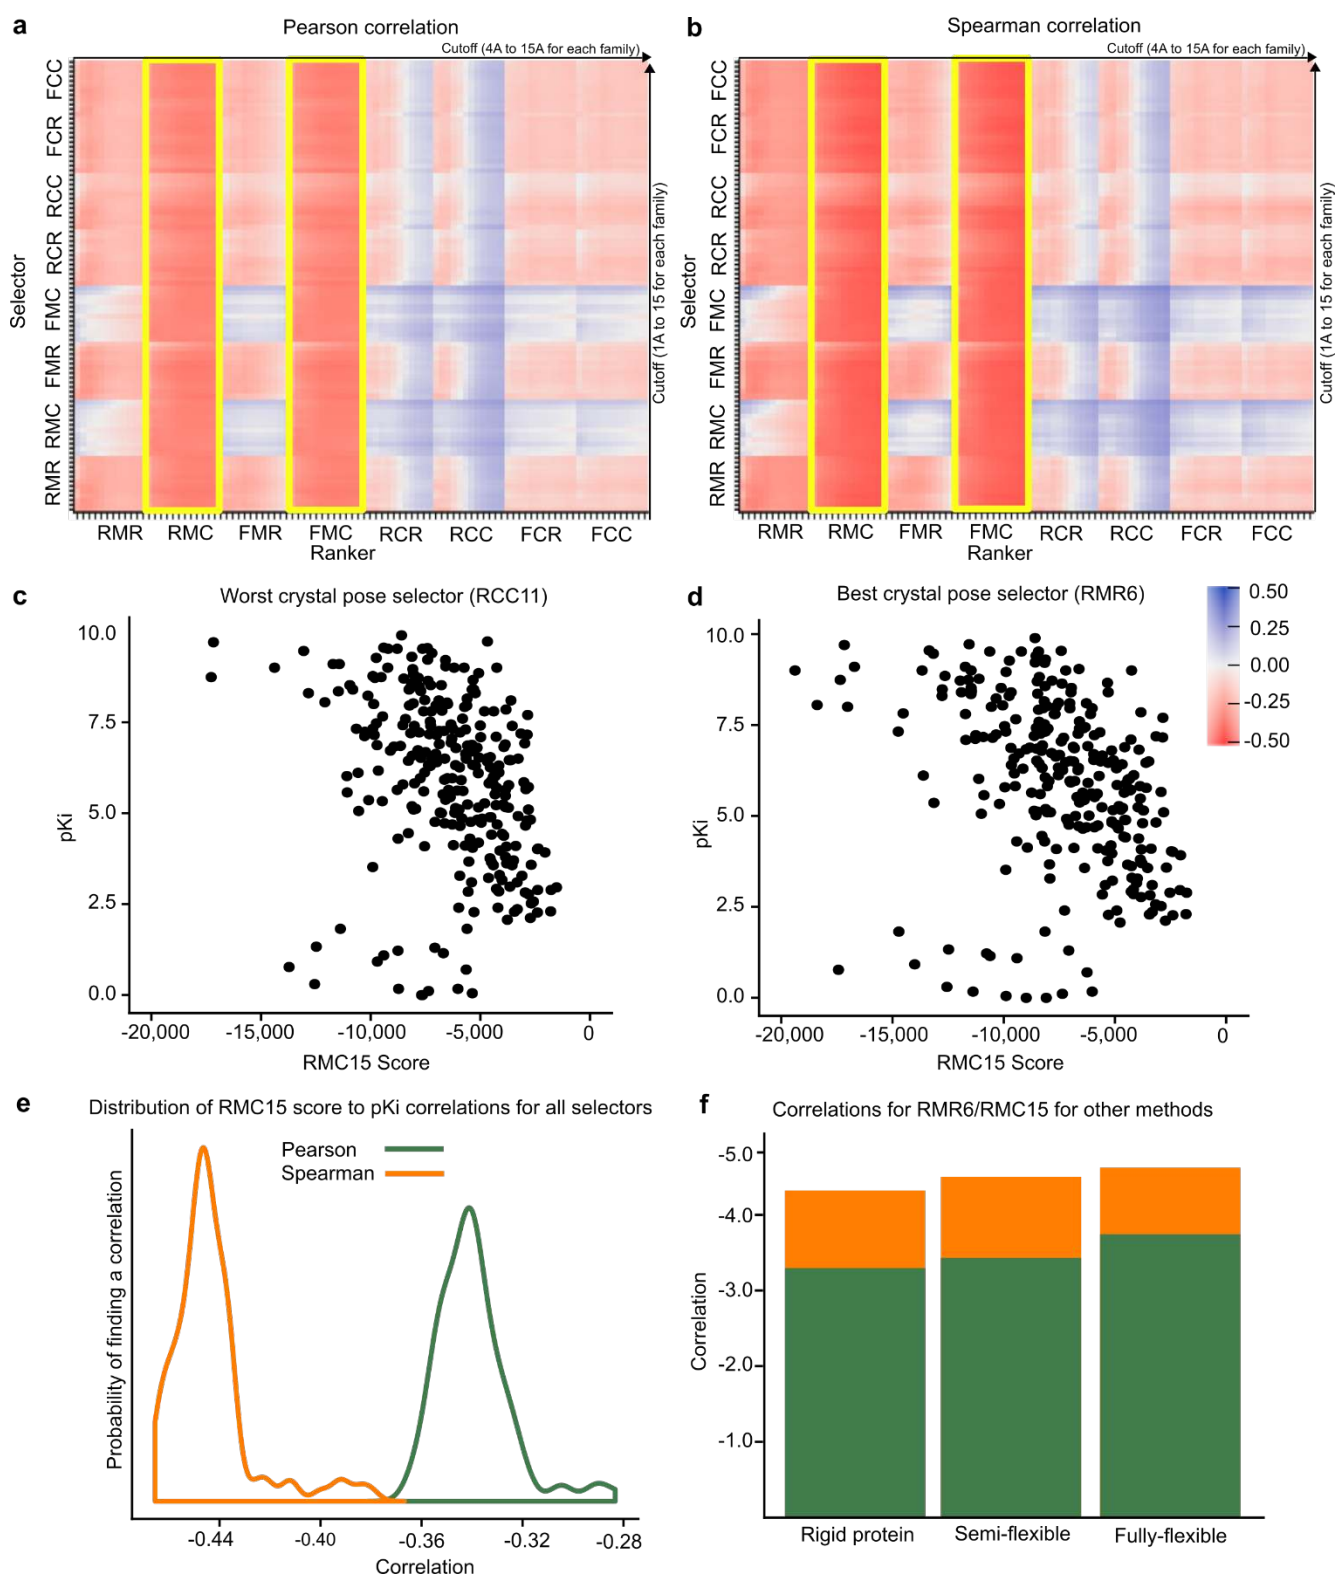 a
Pearson correlation
Cutoff (4A to 15A for each family)
Selector
FCC
FCR
RCC
RCR
FMC
FMR
RMC
RMR
Cutoff (1A to 15 for each family)
RMR RMC FMR FMC RCR RCC FCR FCC
Ranker
b
Spearman correlation
Cutoff (4A to 15A for each family)
Selector
FCC
FCR
RCC
RCR
FMC
FMR
RMC
RMR
Cutoff (1A to 15 for each family)
RMR RMC FMR FMC RCR RCC FCR FCC
Ranker
c
Worst crystal pose selector (RCC11)
10.0
7.5
5.0
2.5
0.0
pKi
-20,000 -15,000 -10,000 -5,000 0
RMC15 Score
d
Best crystal pose selector (RMR6)
10.0
7.5
5.0
2.5
0.0
pKi
-20,000 -15,000 -10,000 -5,000 0
RMC15 Score
0.50
0.25
0.00
-0.25
-0.50
e
Distribution of RMC15 score to pKi correlations for all selectors
Pearson
Spearman
Probability of finding a correlation
-0.44 -0.40 -0.36 -0.32 -0.28
Correlation
f
Correlations for RMR6/RMC15 for other methods
-5.0
-4.0
-3.0
-2.0
-1.0
Correlation
Rigid protein Semi-flexible Fully-flexible